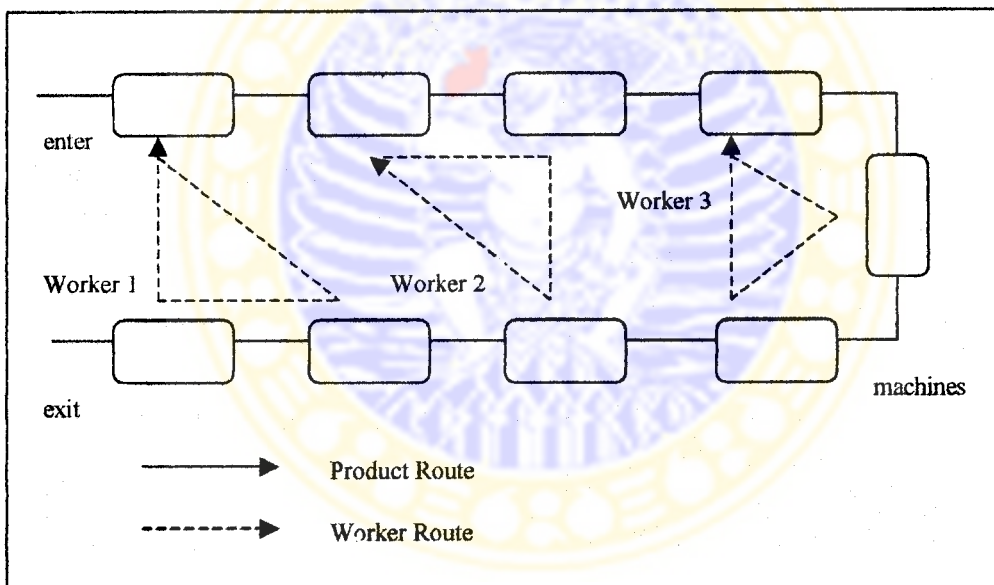 enter
Worker 3
Worker 1
Worker 2
machines
exit
Product Route
Worker Route